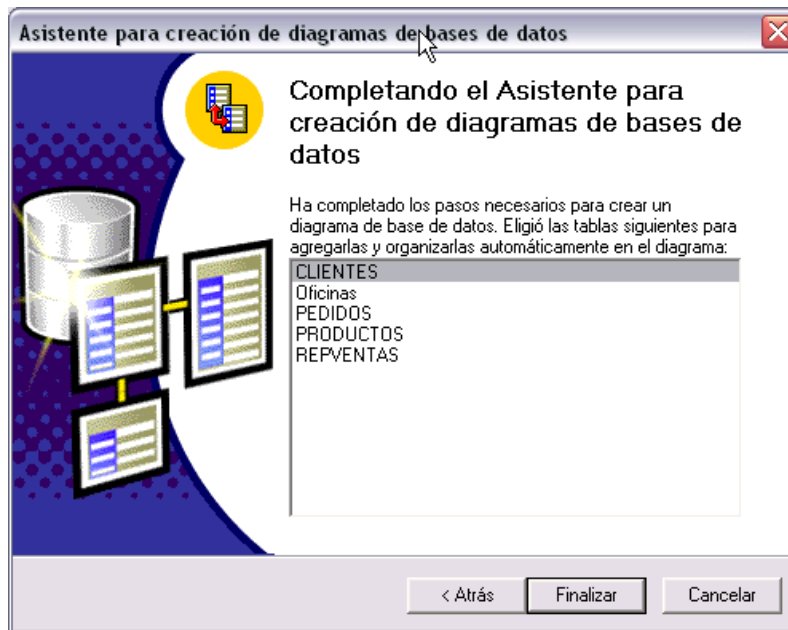 Asistente para creación de diagramas de bases de datos
Completando el Asistente para
creación de diagramas de bases de
datos
Ha completado los pasos necesarios para crear un
diagrama de base de datos. Eligió las tablas siguientes para
agregarlas y organizarlas automáticamente en el diagrama:
CLIENTES
Oficinas
PEDIDOS
PRODUCTOS
REPVENTAS
< Atrás
Finalizar
Cancelar